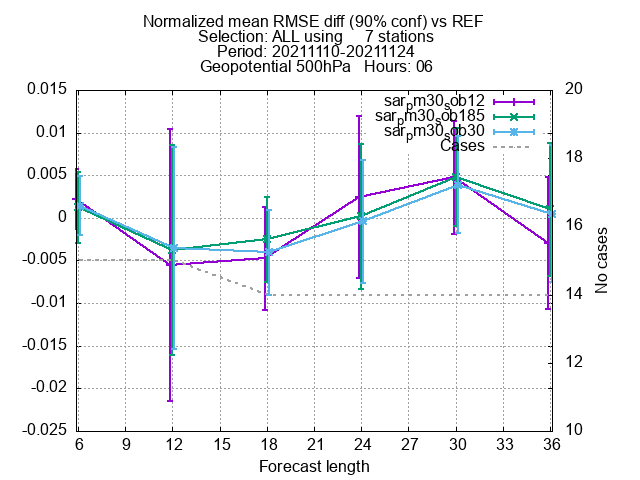 Normalized mean RMSE diff (90% conf) vs REF
Selection: ALL using 7 stations
Period: 20211110-20211124
Geopotential 500hPa Hours: 06
sar_pm30_sob12
sar_pm30_sob185
sar_pm30_sob30
Cases
0.015
0.01
0.005
0
-0.005
-0.01
-0.015
-0.02
-0.025
20
18
16
14
12
10
No cases
6 9 12 15 18 21 24 27 30 33 36
Forecast length